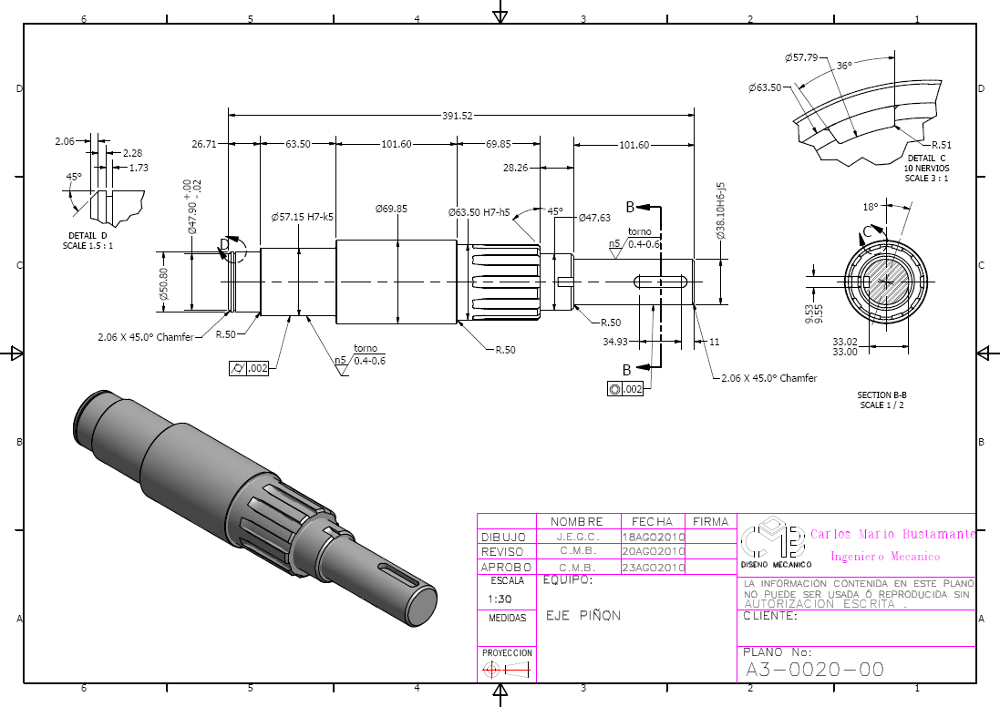 6 5 4 3 2 1
D
D
C
C
B
B
A
A
6 5 4 3 2 1
391.52
26.71 63.50 101.60 69.85 101.60
28.26
2.06
2.28
1.73
45°
DETAIL D
SCALE 1.5 : 1
Ø47.90 +.00 -.02
Ø50.80
D
Ø57.15 H7-k5
Ø69.85
Ø63.50 H7-h5
45°
Ø47.63
B
torno
n5 0.4-0.6
Ø38.10H6-j5
2.06 X 45.0° Chamfer
R.50
.002
torno
n5 0.4-0.6
R.50
R.50
34.93
11
B
.002
2.06 X 45.0° Chamfer
Ø57.79
36°
Ø63.50
R.51
DETAIL C
10 NERVIOS
SCALE 3 : 1
18°
C
9.53
9.55
33.02
33.00
SECTION B-B
SCALE 1 / 2
NOMBRE FECHA FIRMA
DIBUJO J.E.G.C. 18AGO2010
REVISO C.M.B. 20AGO2010
APROBO C.M.B. 23AGO2010
ESCALA
1:30
MEDIDAS
PROYECCION
EQUIPO:
EJE PIÑON
CMB
DISENO MECANICO
Carlos Mario Bustamante
Ingeniero Mecanico
LA INFORMACIÓN CONTENIDA EN ESTE PLANO
NO PUEDE SER USADA Ó REPRODUCIDA SIN
AUTORIZACION ESCRITA .
CLIENTE:
PLANO No:
A3-0020-00